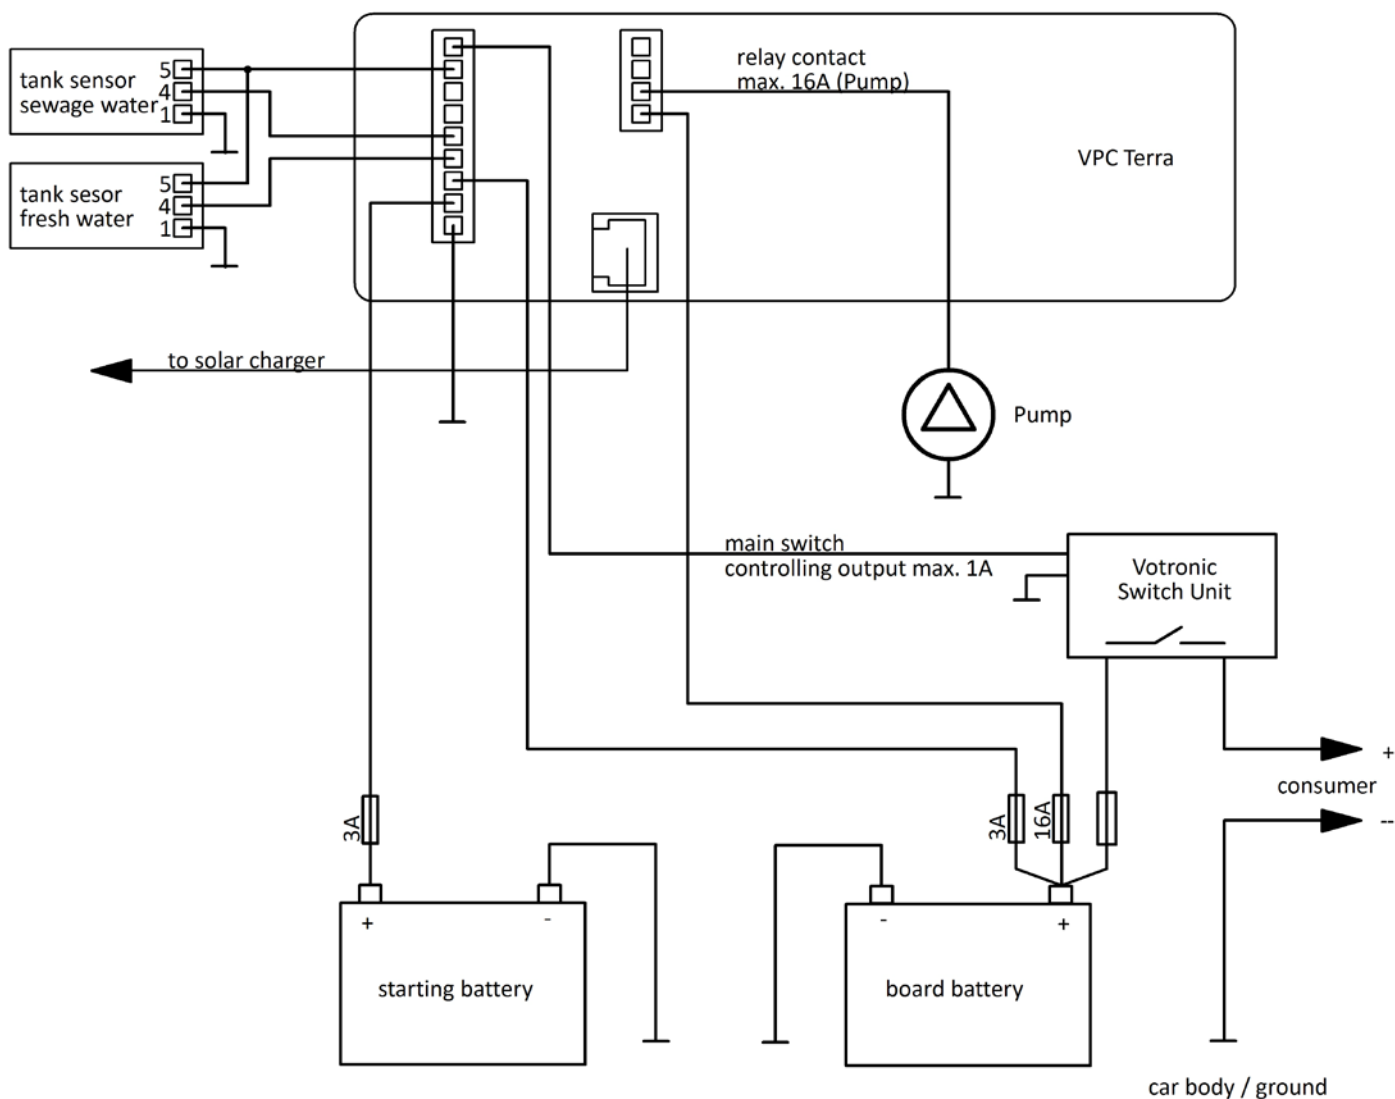 tank sensor
sewage water
5
4
1
tank sesor
fresh water
5
4
1
relay contact
max. 16A (Pump)
VPC Terra
to solar charger
Pump
main switch
controlling output max. 1A
Votronic
Switch Unit
+
consumer
--
3A
3A
16A
+
-
starting battery
-
+
board battery
car body / ground